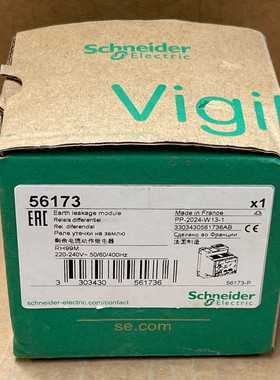 Schneider
Electric
Vigi
56173
x1
EAC
Earth leakage module
Relais différentiel
Rel. diferencial
Реле утечки на землю
剩余电流动作继电器
RH99M
220-240V~ 50/60/400Hz
Made in France
PP-2024-W13-1
3303430561736AB
Сделано во Франции
法国制造
3 303430 561736
56173-P
schneider-electric.com/contact
Schneider
Electric
se.com